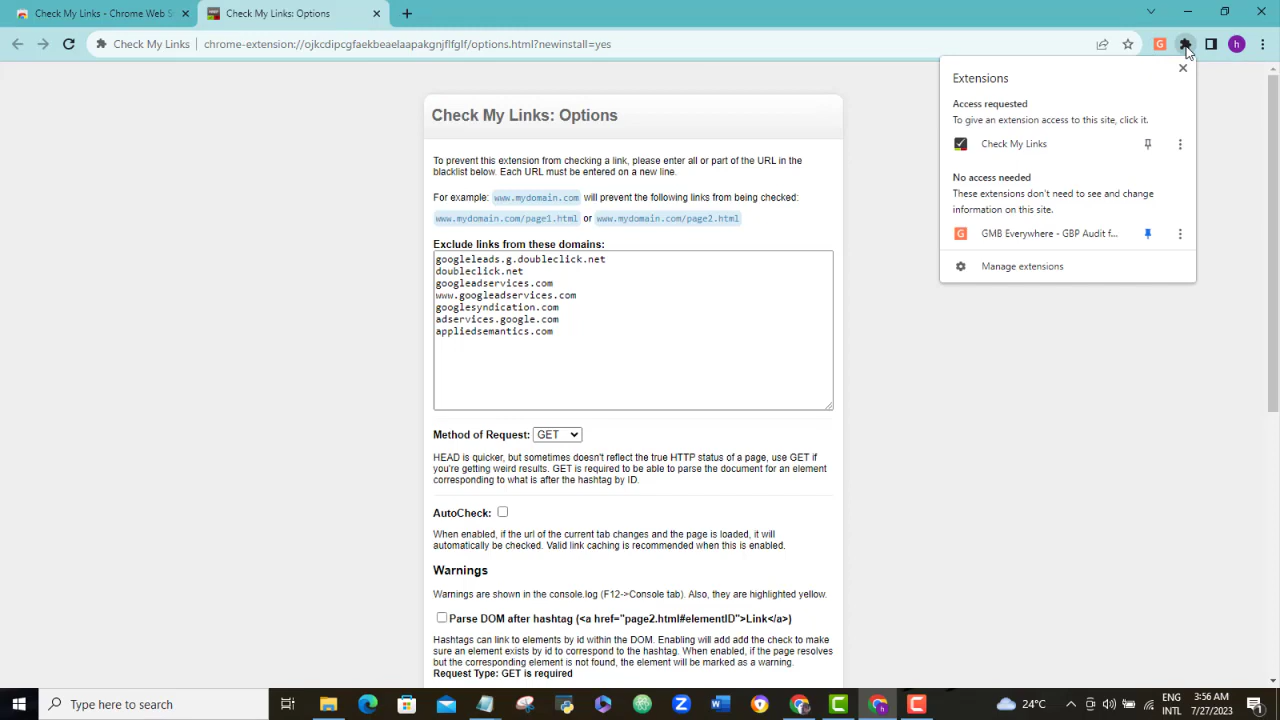 Check My Links - Chrome Web S
Check My Links: Options
Check My Links
chrome-extension://ojkcdipcgfaekbeaelaapakgnjflfglf/options.html?newinstall=yes
G
h
Extensions
Access requested
To give an extension access to this site, click it.
Check My Links
No access needed
These extensions don't need to see and change
information on this site.
G GMB Everywhere - GBP Audit f...
Manage extensions
Check My Links: Options
To prevent this extension from checking a link, please enter all or part of the URL in the
blacklist below. Each URL must be entered on a new line.
For example: www.mydomain.com will prevent the following links from being checked:
www.mydomain.com/page1.html or www.mydomain.com/page2.html
Exclude links from these domains:
googleleads.g.doubleclick.net
doubleclick.net
googleadservices.com
www.googleadservices.com
googlesyndication.com
adservices.google.com
appliedsemantics.com
Method of Request: GET
HEAD is quicker, but sometimes doesn't reflect the true HTTP status of a page, use GET if
you're getting weird results. GET is required to be able to parse the document for an element
corresponding to what is after the hashtag by ID.
AutoCheck:
When enabled, if the url of the current tab changes and the page is loaded, it will
automatically be checked. Valid link caching is recommended when this is enabled.
Warnings
Warnings are shown in the console.log (F12->Console tab). Also, they are highlighted yellow.
Parse DOM after hashtag (<a href="page2.html#elementID">Link</a>)
Hashtags can link to elements by id within the DOM. Enabling will add add the check to make
sure an element exists by id to correspond to the hashtag. When enabled, if the page resolves
but the corresponding element is not found, the element will be marked as a warning.
Request Type: GET is required
Type here to search
24°C
ENG
INTL
3:56 AM
7/27/2023